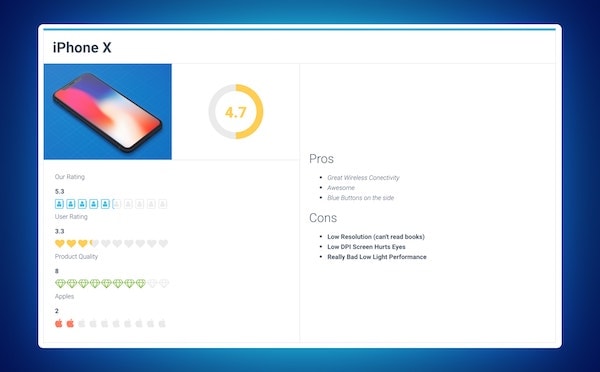 iPhone X
4.7
Our Rating
5.3
User Rating
3.3
Product Quality
8
Apples
2
Pros
Great Wireless Conectivity
Awesome
Blue Buttons on the side
Cons
Low Resolution (can't read books)
Low DPI Screen Hurts Eyes
Really Bad Low Light Performance